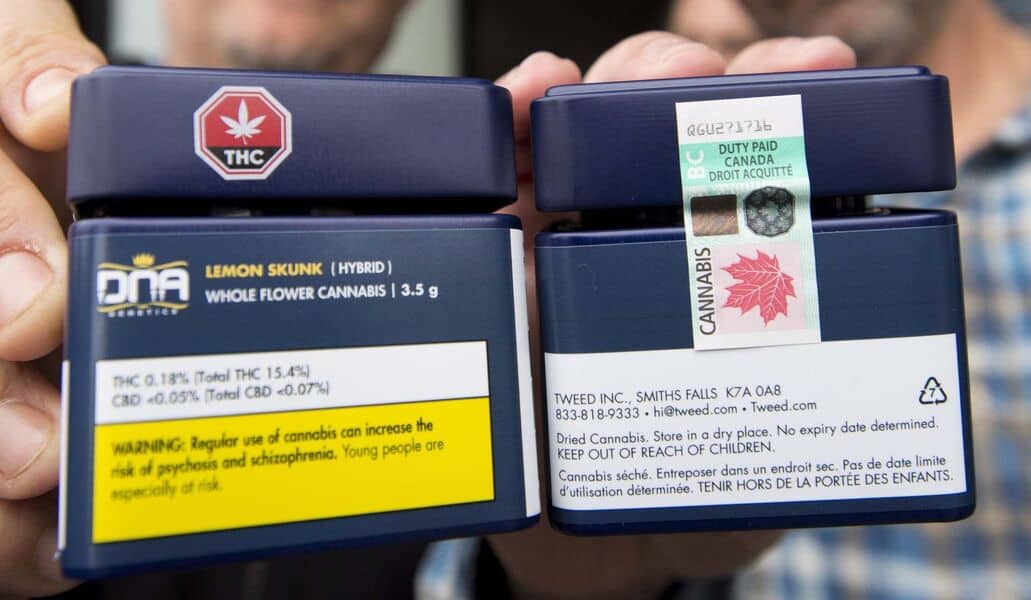 THC
DNA
GENETICS
LEMON SKUNK (HYBRID)
WHOLE FLOWER CANNABIS | 3.5 g
THC 0.18% (Total THC 15.4%)
CBD <0.05% (Total CBD <0.07%)
WARNING: Regular use of cannabis can increase the
risk of psychosis and schizophrenia. Young people are
especially at risk.
QGU271716
BC
DUTY PAID
CANADA
DROIT ACQUITTÉ
CANNABIS
TWEED INC., SMITHS FALLS K7A 0A8
833-818-9333 • hi@tweed.com • Tweed.com
7
Dried Cannabis. Store in a dry place. No expiry date determined.
KEEP OUT OF REACH OF CHILDREN.
Cannabis séché. Entreposer dans un endroit sec. Pas de date limite
d'utilisation déterminée. TENIR HORS DE LA PORTÉE DES ENFANTS.